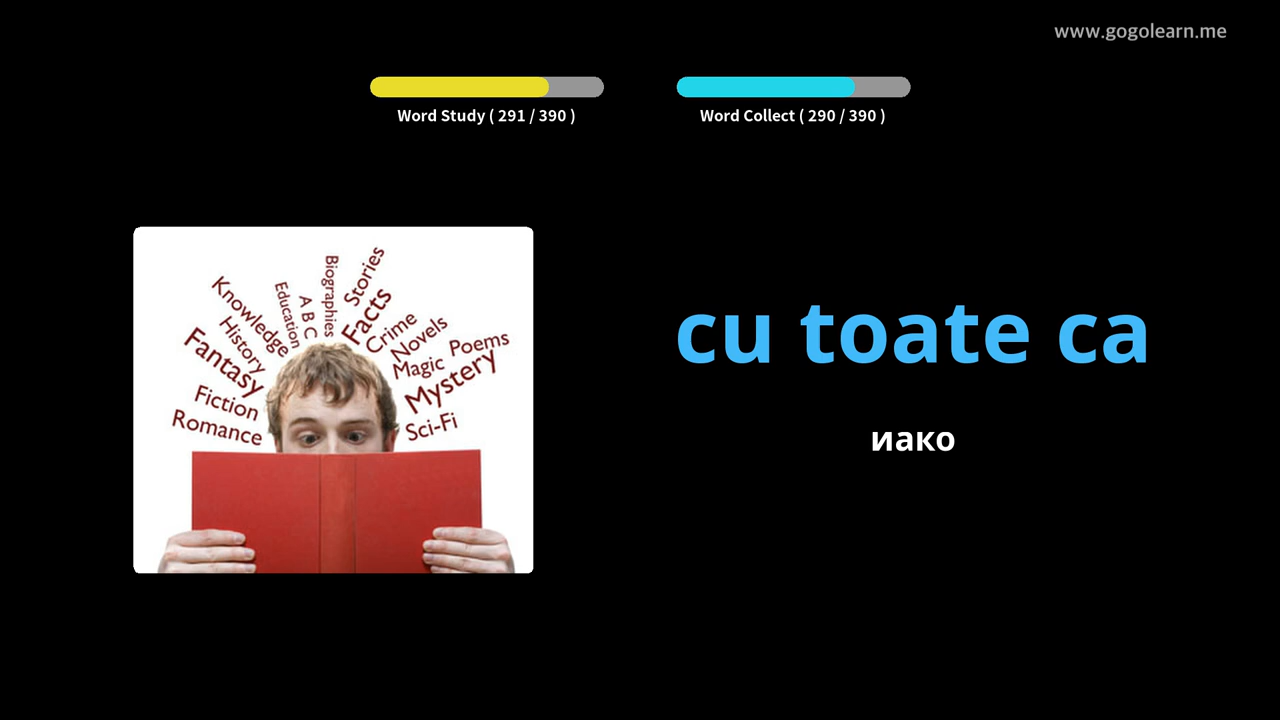 www.gogolearn.me
Word Study ( 291 / 390 )
Word Collect ( 290 / 390 )
Biographies
Stories
Education
A B C
Facts
Knowledge
Crime
History
Novels
Fantasy
Magic
Poems
Mystery
Fiction
Romance
Sci-Fi
cu toate ca
иако